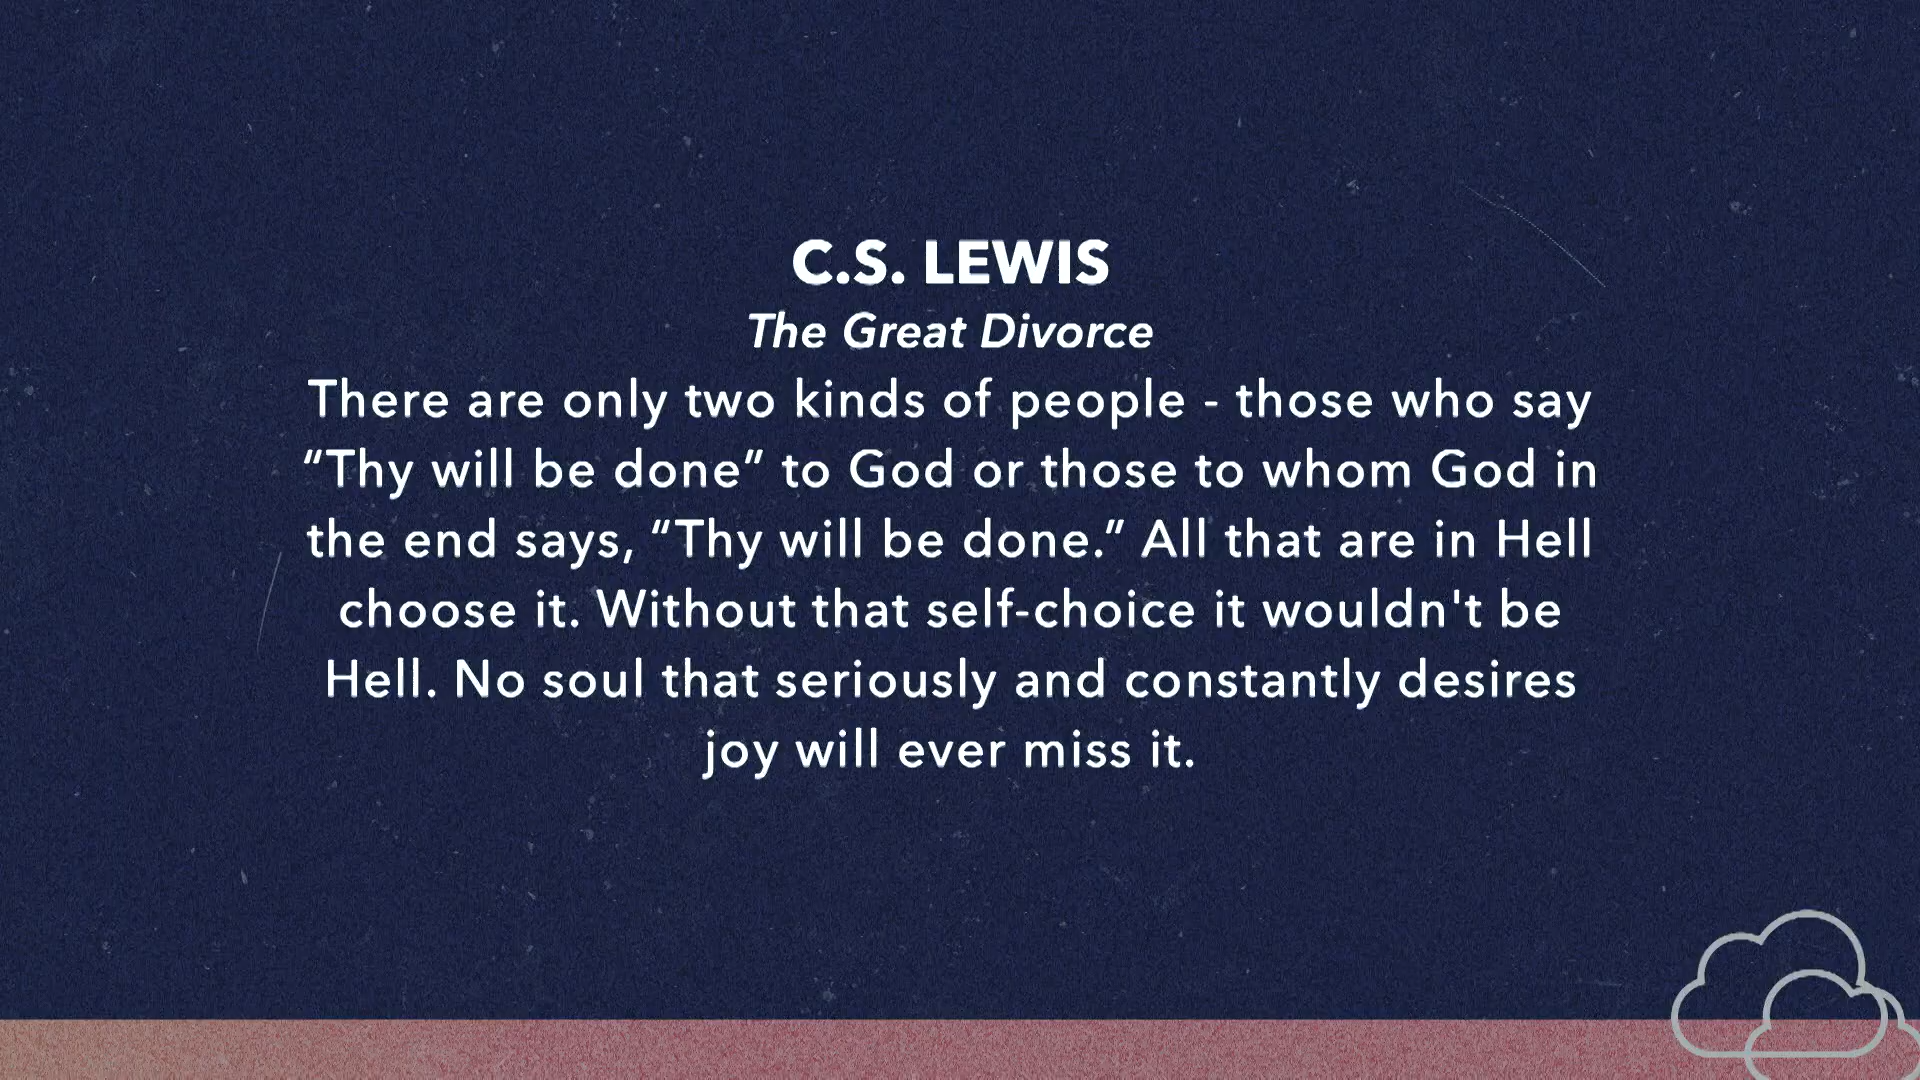 C.S. LEWIS
The Great Divorce
There are only two kinds of people - those who say
“Thy will be done” to God or those to whom God in
the end says, “Thy will be done.” All that are in Hell
choose it. Without that self-choice it wouldn't be
Hell. No soul that seriously and constantly desires
joy will ever miss it.